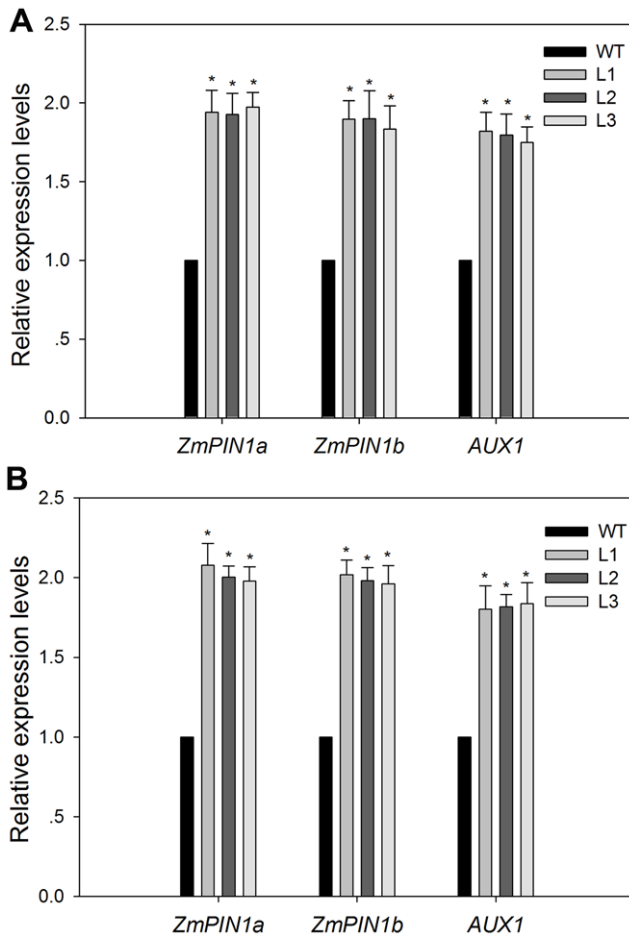 A
Relative expression levels
2.5
2.0
1.5
1.0
.5
0.0
WT
L1
L2
L3
* * *
* * *
* * *
ZmPIN1a ZmPIN1b AUX1
B
Relative expression levels
2.5
2.0
1.5
1.0
.5
0.0
WT
L1
L2
L3
* * *
* * *
* * *
ZmPIN1a ZmPIN1b AUX1